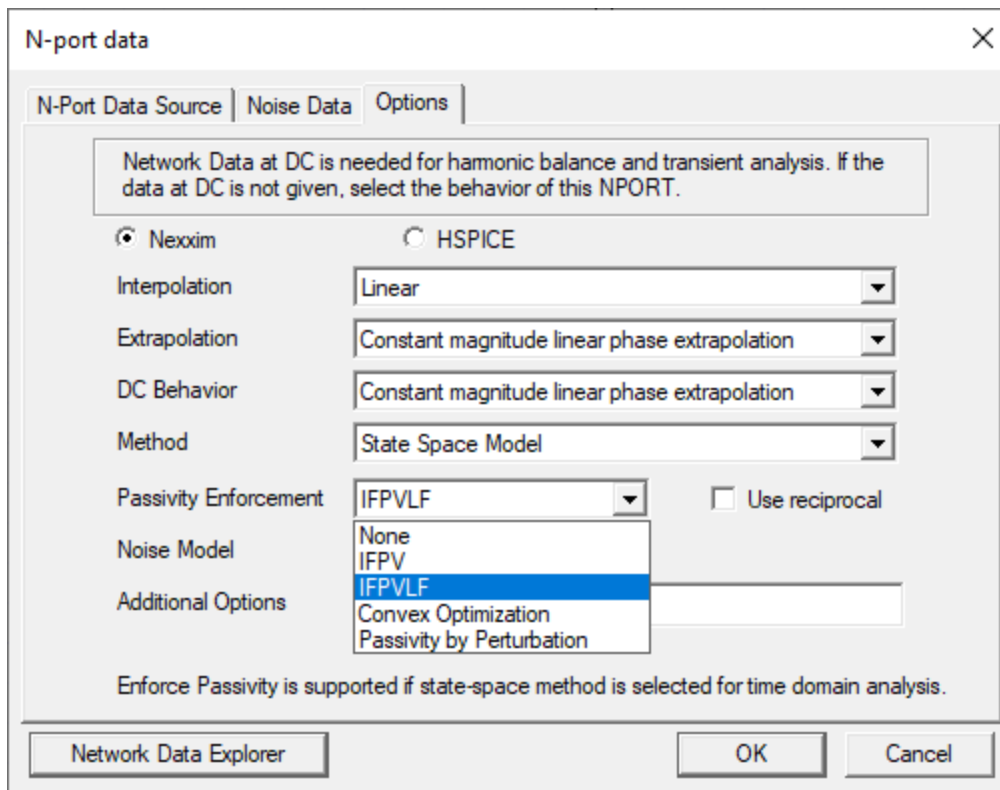 N-port data
N-Port Data Source
Noise Data
Options
Network Data at DC is needed for harmonic balance and transient analysis. If the
data at DC is not given, select the behavior of this NPORT.
Nexxim
HSPICE
Interpolation
Linear
Extrapolation
Constant magnitude linear phase extrapolation
DC Behavior
Constant magnitude linear phase extrapolation
Method
State Space Model
Passivity Enforcement
IFPVLF
Use reciprocal
None
IFPV
IFPVLF
Convex Optimization
Passivity by Perturbation
Noise Model
Additional Options
Enforce Passivity is supported if state-space method is selected for time domain analysis.
Network Data Explorer
OK
Cancel